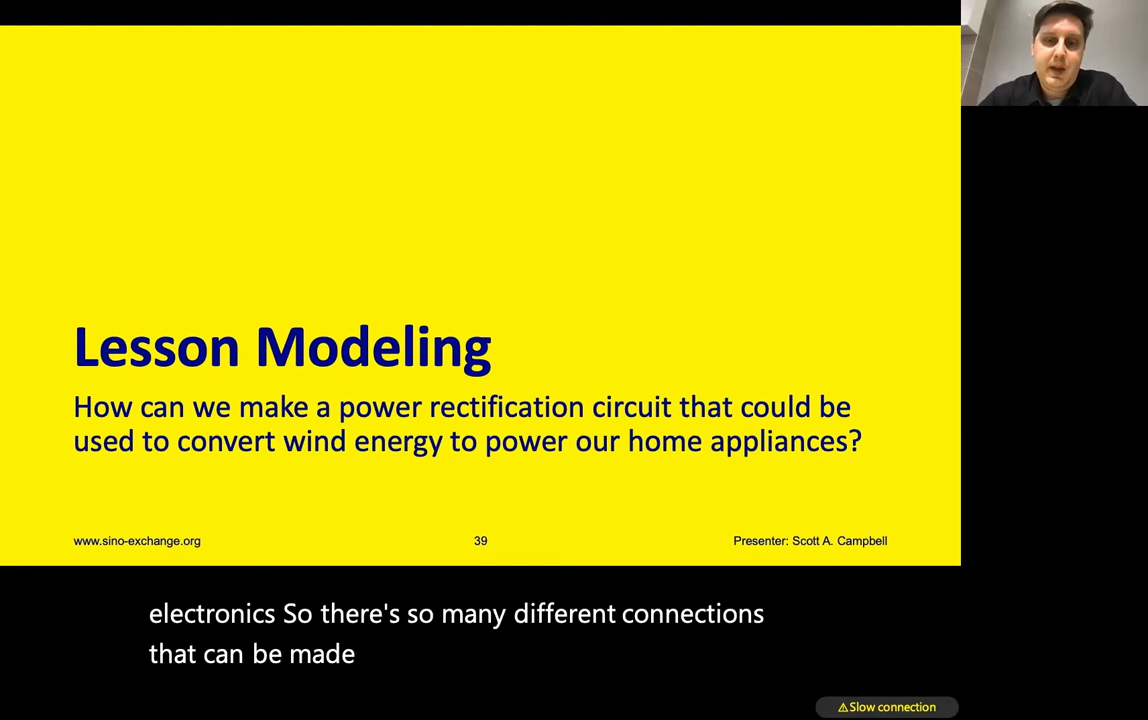 Lesson Modeling
How can we make a power rectification circuit that could be
used to convert wind energy to power our home appliances?
www.sino-exchange.org
39
Presenter: Scott A. Campbell
electronics So there's so many different connections
that can be made
⚠Slow connection